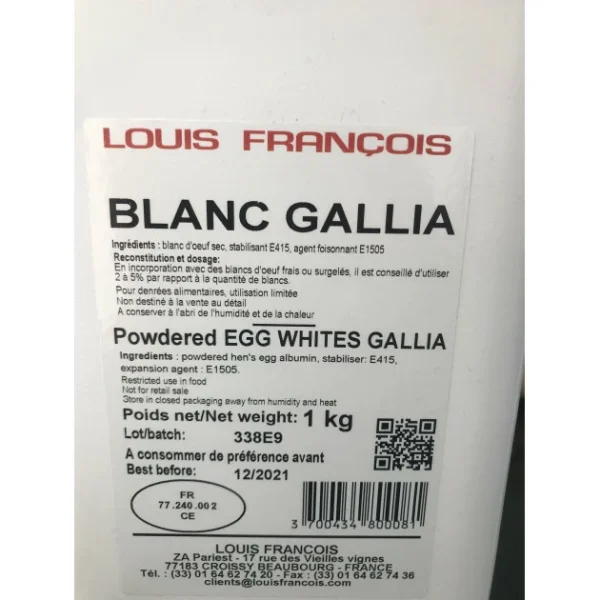 LOUIS FRANÇOIS
BLANC GALLIA
Ingrédients : blanc d'oeuf sec, stabilisant E415, agent foisonnant E1505
Reconstitution et dosage:
En incorporation avec des blancs d'oeuf frais ou surgelés, il est conseillé d'utiliser
2 à 5% par rapport à la quantité de blancs.
Pour denrées alimentaires, utilisation limitée
Non destiné à la vente au détail
A conserver à l'abri de l'humidité et de la chaleur
Powdered EGG WHITES GALLIA
Ingredients : powdered hen's egg albumin, stabiliser: E415,
expansion agent : E1505.
Restricted use in food
Not for retail sale
Store in closed packaging away from humidity and heat
Poids net/Net weight: 1 kg
Lot/batch: 338E9
A consommer de préférence avant
Best before: 12/2021
FR
77.240.002
CE
3 700434 800081
LOUIS FRANCOIS
ZA Pariest - 17 rue des Vieilles vignes
77183 CROISSY BEAUBOURG - FRANCE
Tél. : (33) 01 64 62 74 20 - Fax : (33) 01 64 62 74 36
clients@louisfrancois.com